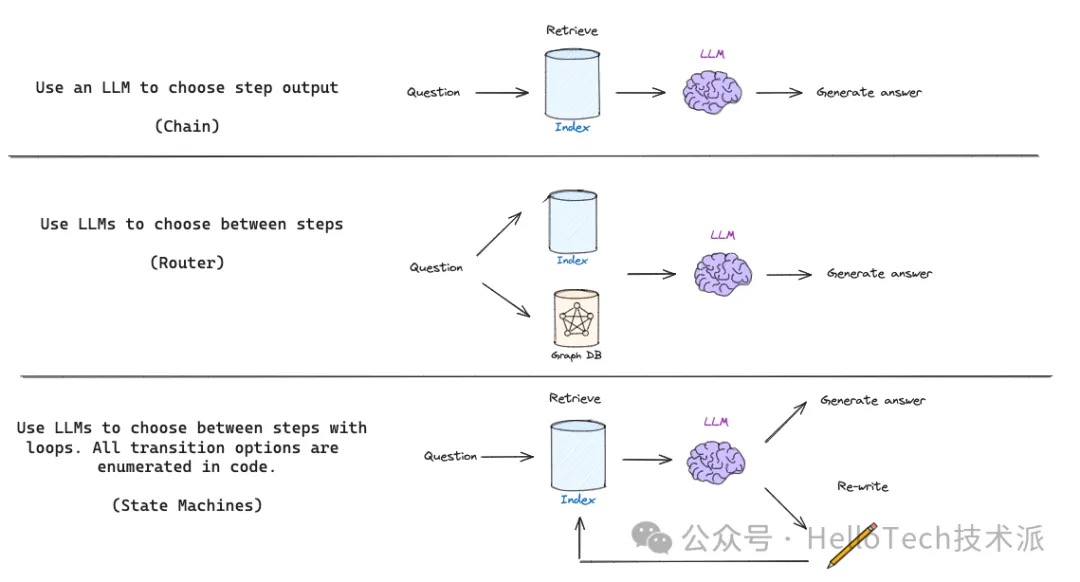 Retrieve
Use an LLM to choose step output
(Chain)
Question
LLM
Generate answer
Index
Use LLMs to choose between steps
(Router)
Question
Index
Graph DB
LLM
Generate answer
Retrieve
Use LLMs to choose between steps with
loops. All transition options are
enumerated in code.
(State Machines)
Question
Index
LLM
Generate answer
Re-write
公众号 · HelloTech技术派